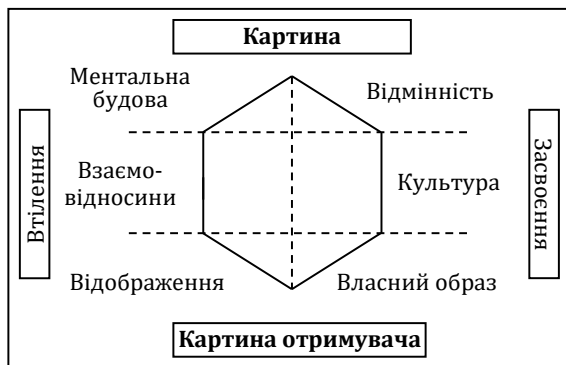 Картина
Ментальна
будова
Відмінність
Втілення
Взаємо-
відносини
Культура
Засвоєння
Відображення
Власний образ
Картина отримувача